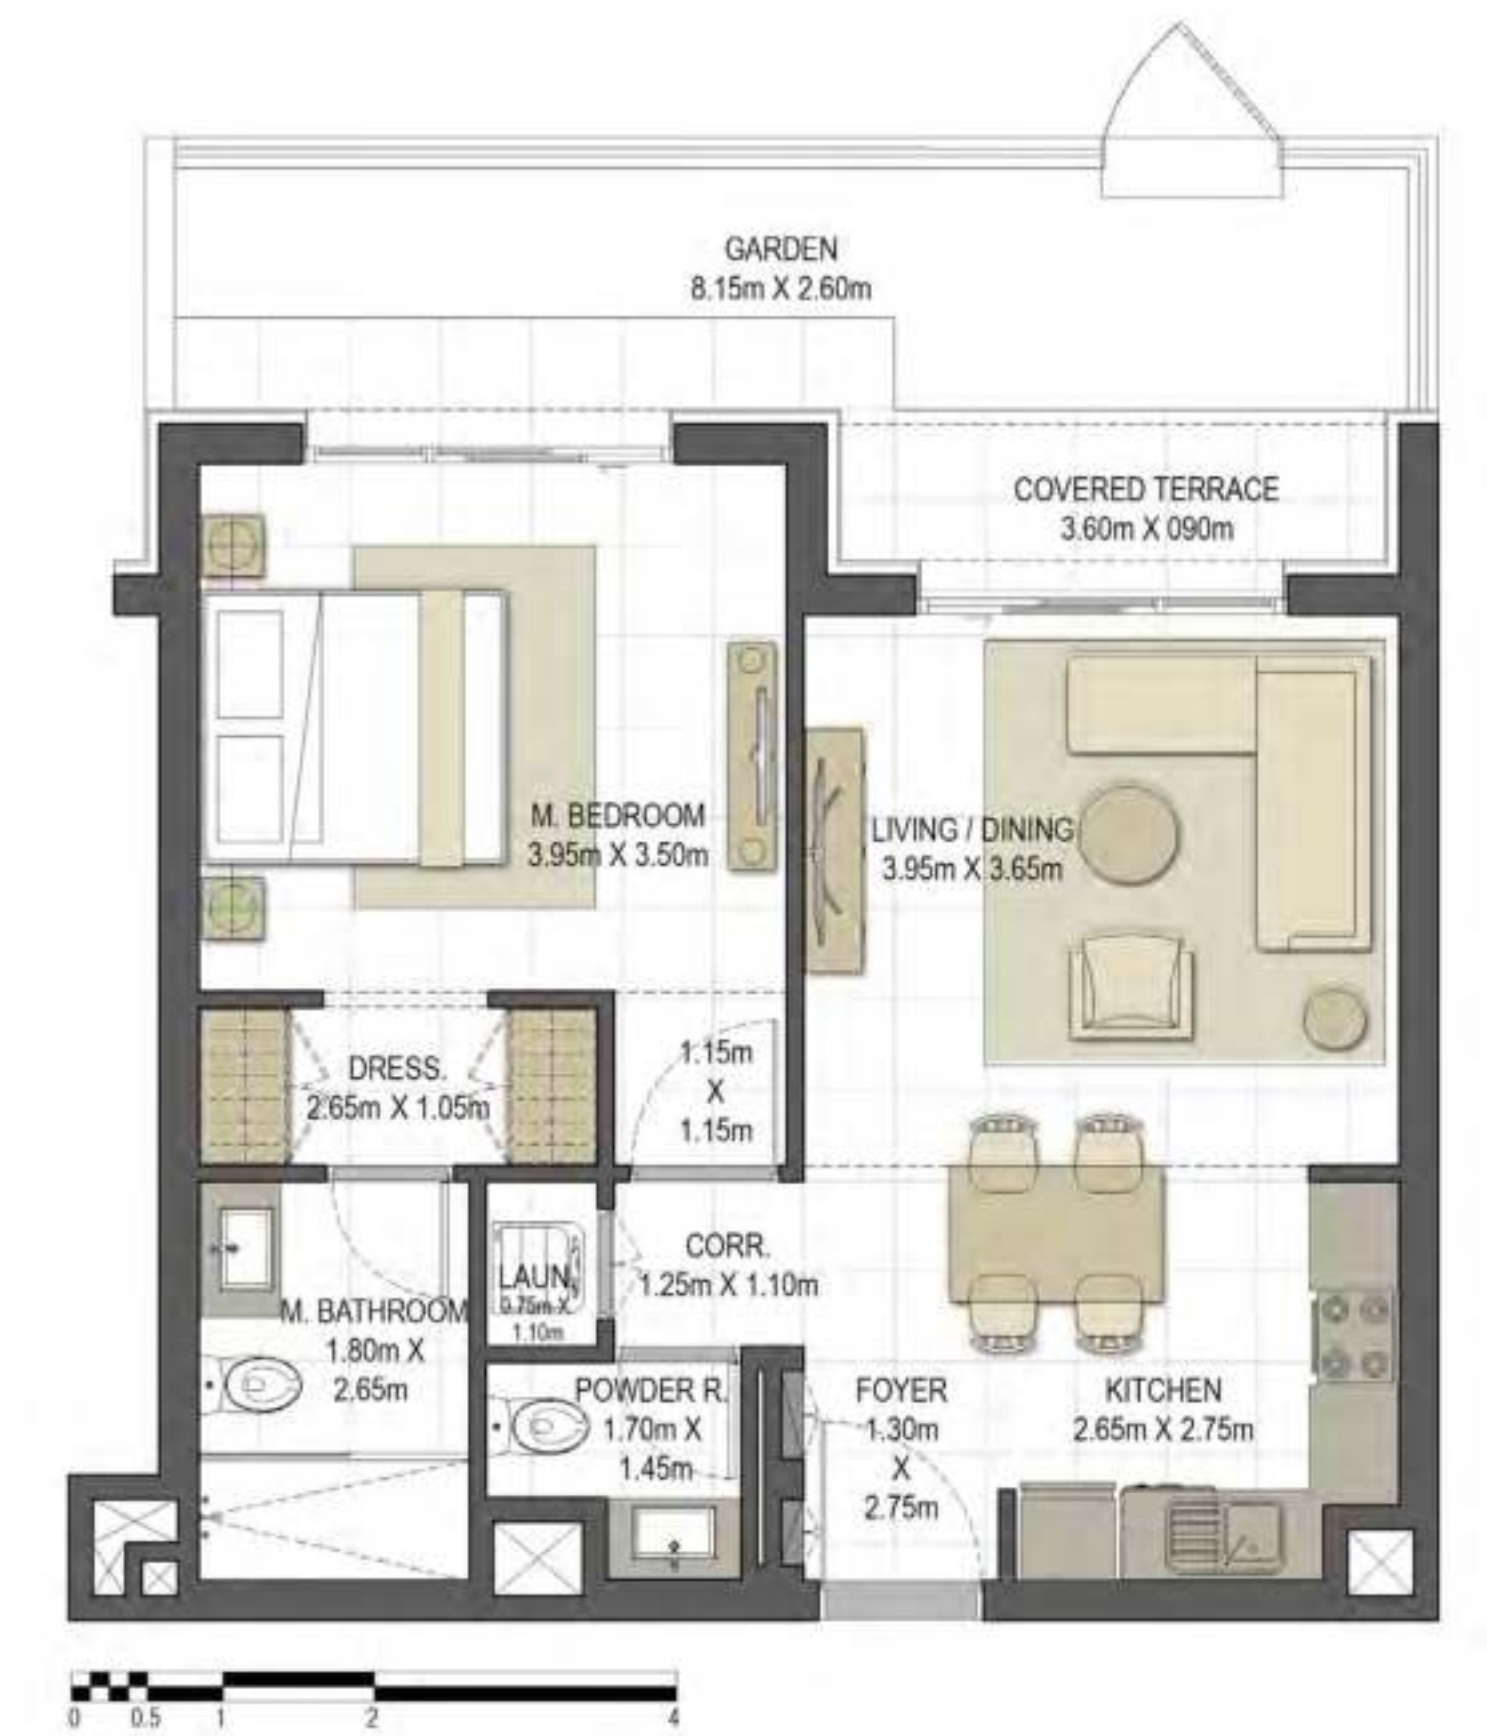 GARDEN
8.15m X 2.60m
COVERED TERRACE
3.60m X 090m
M. BEDROOM
3.95m X 3.50m
LIVING / DINING
3.95m X 3.65m
DRESS.
2.65m X 1.05m
1.15m
X
1.15m
CORR.
1.25m X 1.10m
LAUN.
0.75m X
1.10m
M. BATHROOM
1.80m X
2.65m
POWDER R.
1.70m X
1.45m
FOYER
1.30m
X
2.75m
KITCHEN
2.65m X 2.75m
0 0.5 1 2 4